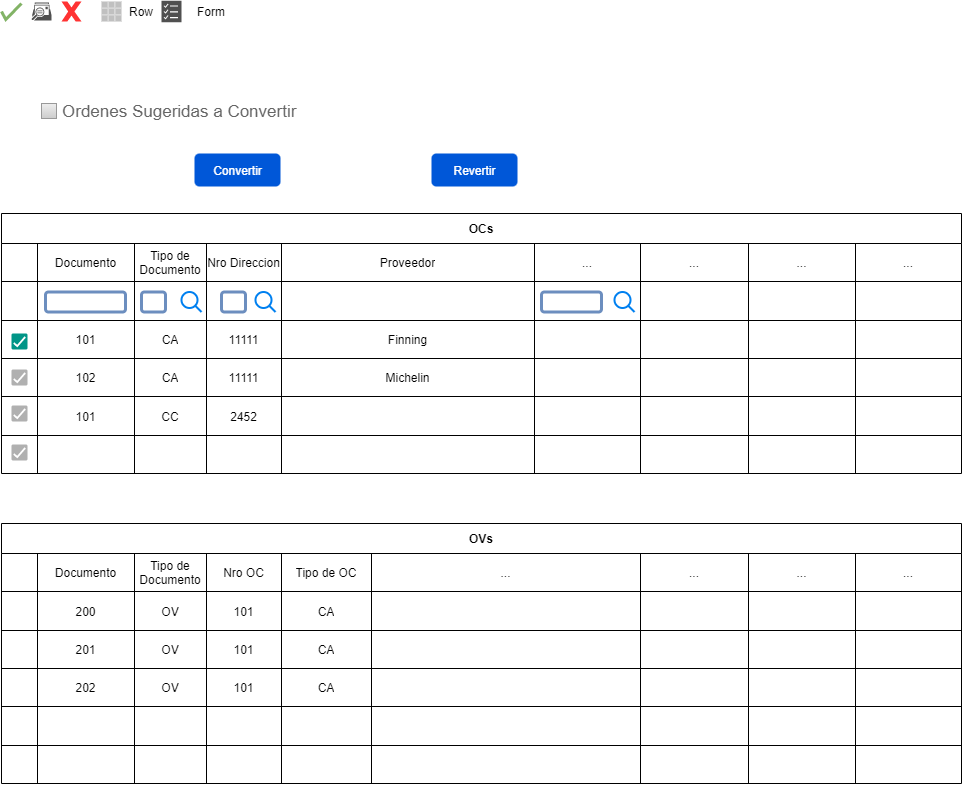 Row Form
Ordenes Sugeridas a Convertir
Convertir Revertir
OCs
Documento Tipo de Documento Nro Direccion Proveedor ... ... ... ...
101 CA 11111 Finning
102 CA 11111 Michelin
101 CC 2452
OVs
Documento Tipo de Documento Nro OC Tipo de OC ... ... ... ...
200 OV 101 CA
201 OV 101 CA
202 OV 101 CA